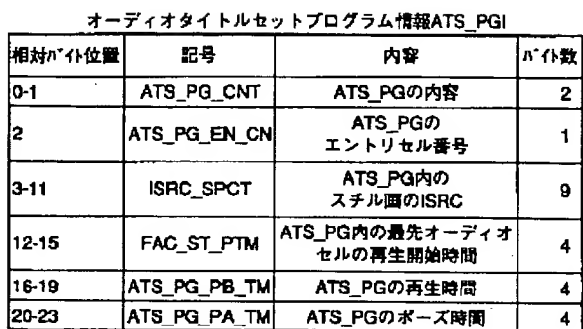 オーディオタイトルセットプログラム情報ATS_PGI
相対バイト位置 記号 内容 バイト数
0-1 ATS_PG_CNT ATS_PGの内容 2
2 ATS_PG_EN_CN ATS_PGの
エントリセル番号 1
3-11 ISRC_SPCT ATS_PG内の
スチル画のISRC 9
12-15 FAC_ST_PTM ATS_PG内の最先オーディオ
セルの再生開始時間 4
16-19 ATS_PG_PB_TM ATS_PGの再生時間 4
20-23 ATS_PG_PA_TM ATS_PGのポーズ時間 4